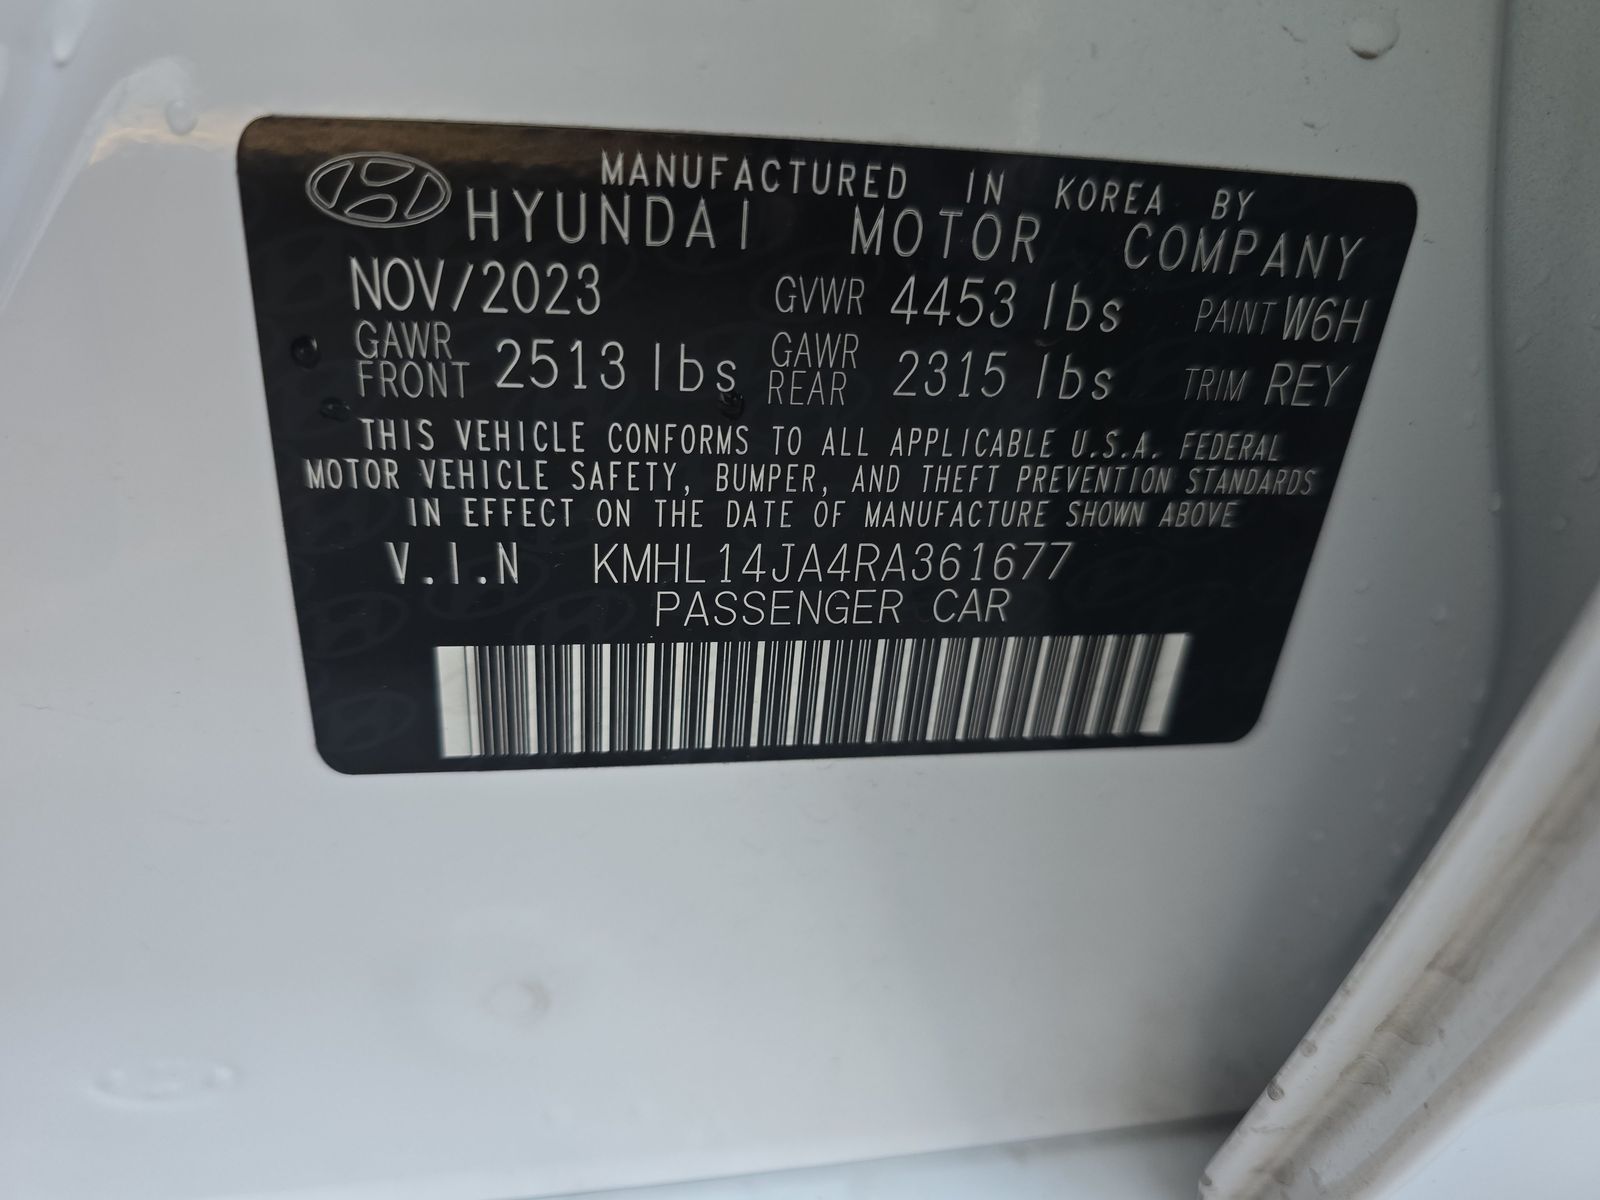 MANUFACTURED IN KOREA BY
HYUNDAI MOTOR COMPANY
NOV/2023 GVWR 4453 lbs PAINT W6H
GAWR FRONT 2513 lbs GAWR REAR 2315 lbs TRIM REY
THIS VEHICLE CONFORMS TO ALL APPLICABLE U.S.A. FEDERAL
MOTOR VEHICLE SAFETY, BUMPER, AND THEFT PREVENTION STANDARDS
IN EFFECT ON THE DATE OF MANUFACTURE SHOWN ABOVE
V.I.N KMHL14JA4RA361677
PASSENGER CAR